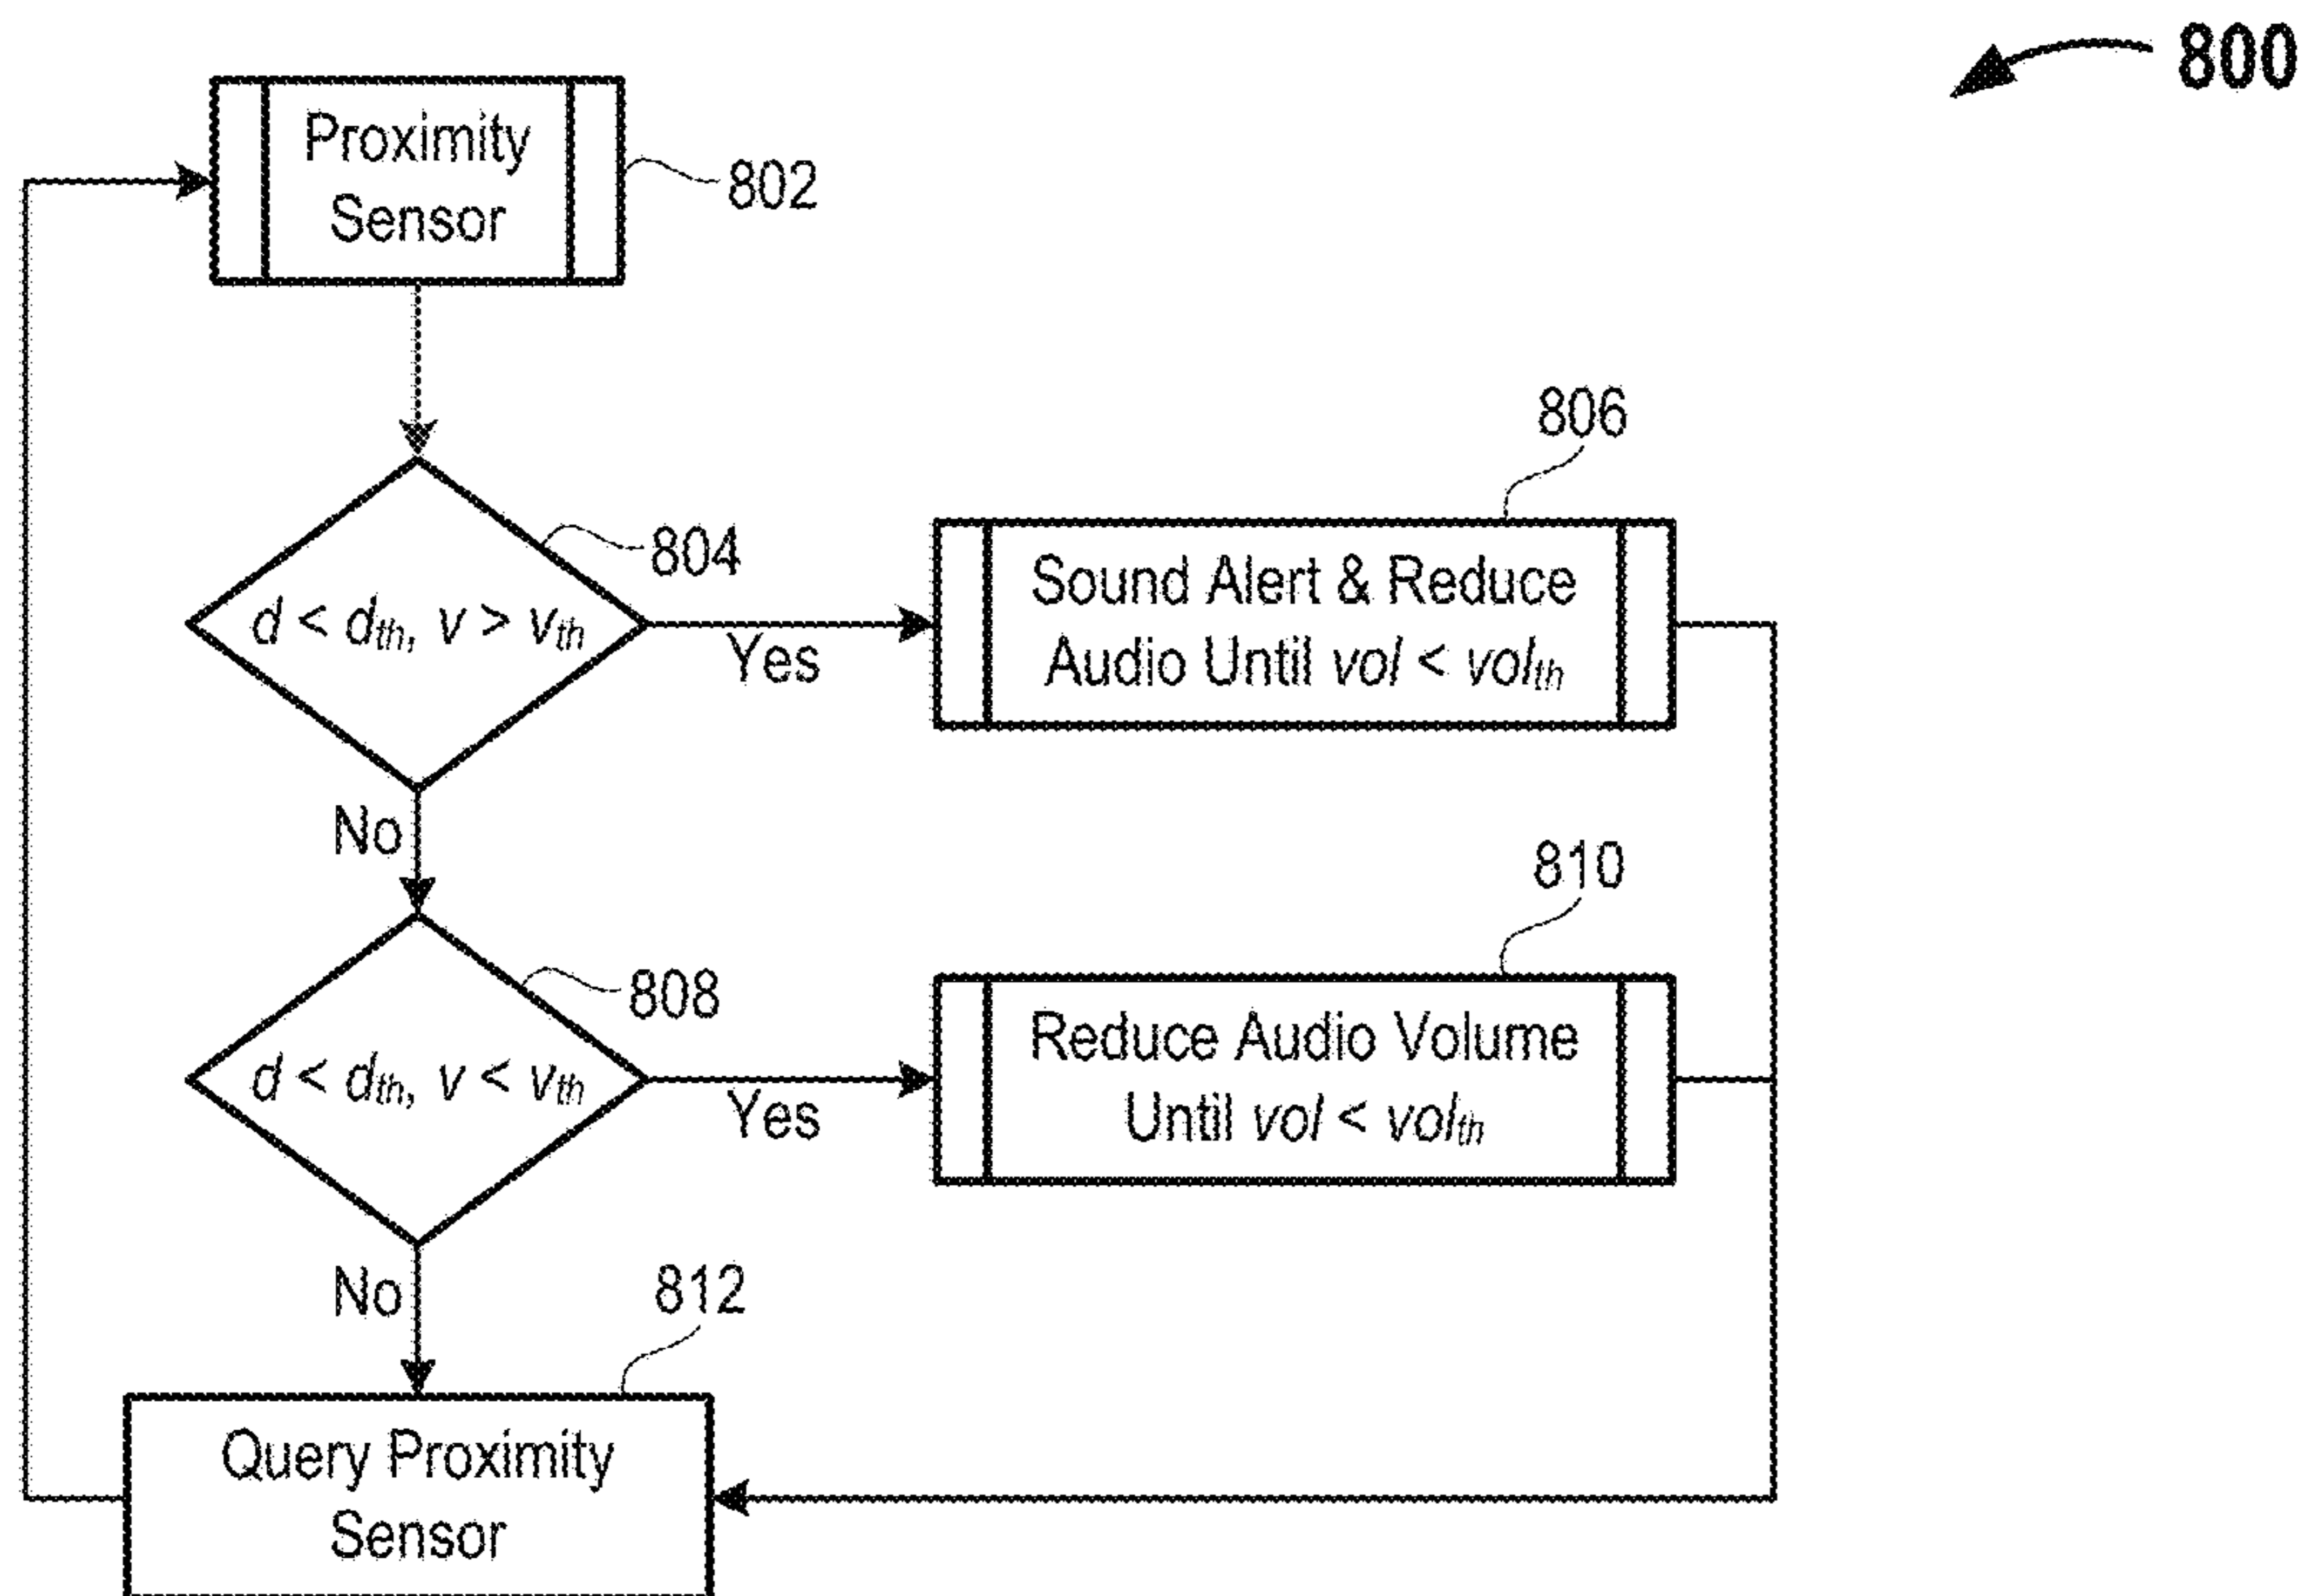 800
Proximity
Sensor
802
806
804
d < dth, v > vth
Yes
Sound Alert & Reduce
Audio Until vol < volth
No
810
808
d < dth, v < vth
Yes
Reduce Audio Volume
Until vol < volth
No
812
Query Proximity
Sensor